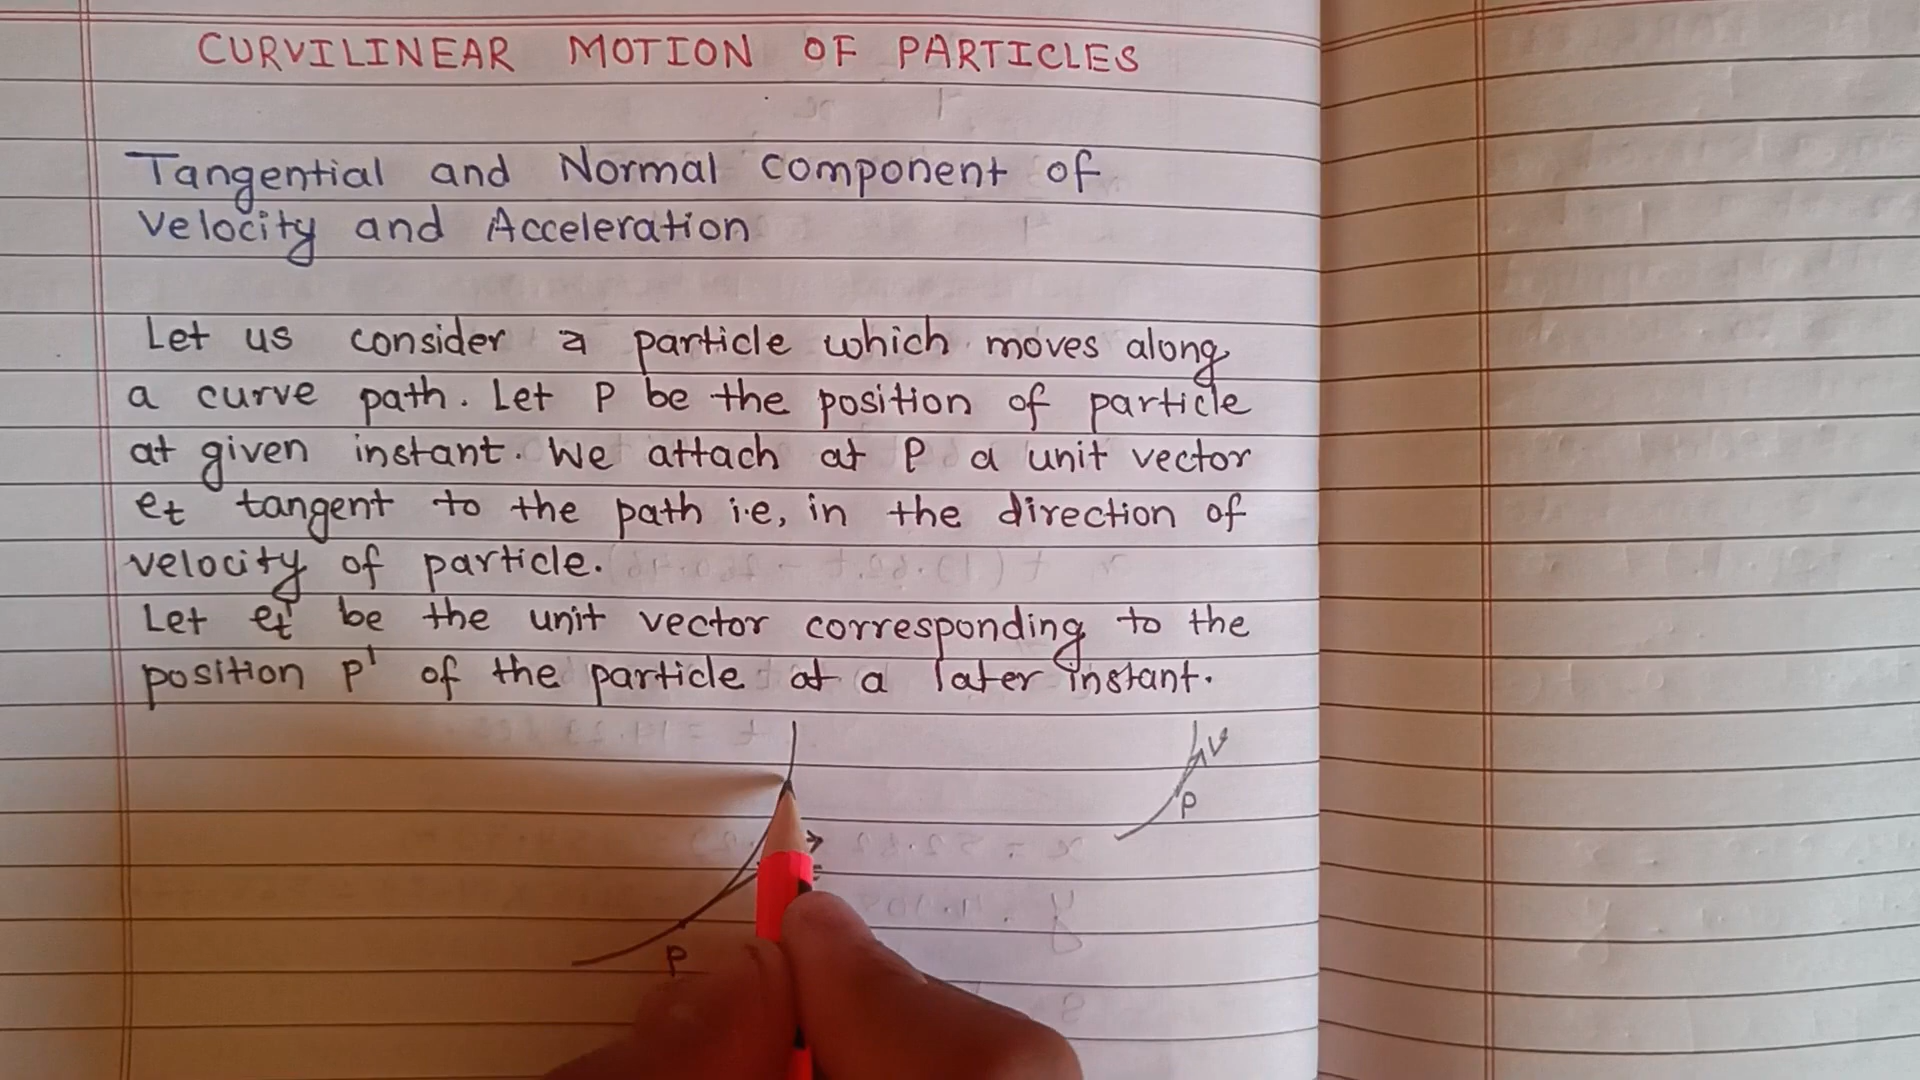 CURVILINEAR MOTION OF PARTICLES
Tangential and Normal component of
Velocity and Acceleration
Let us consider a particle which moves along
a curve path. Let P be the position of particle
at given instant. We attach at P a unit vector
et tangent to the path i.e, in the direction of
velocity of particle.
Let et' be the unit vector corresponding to the
position P' of the particle at a later instant.
v
P
P